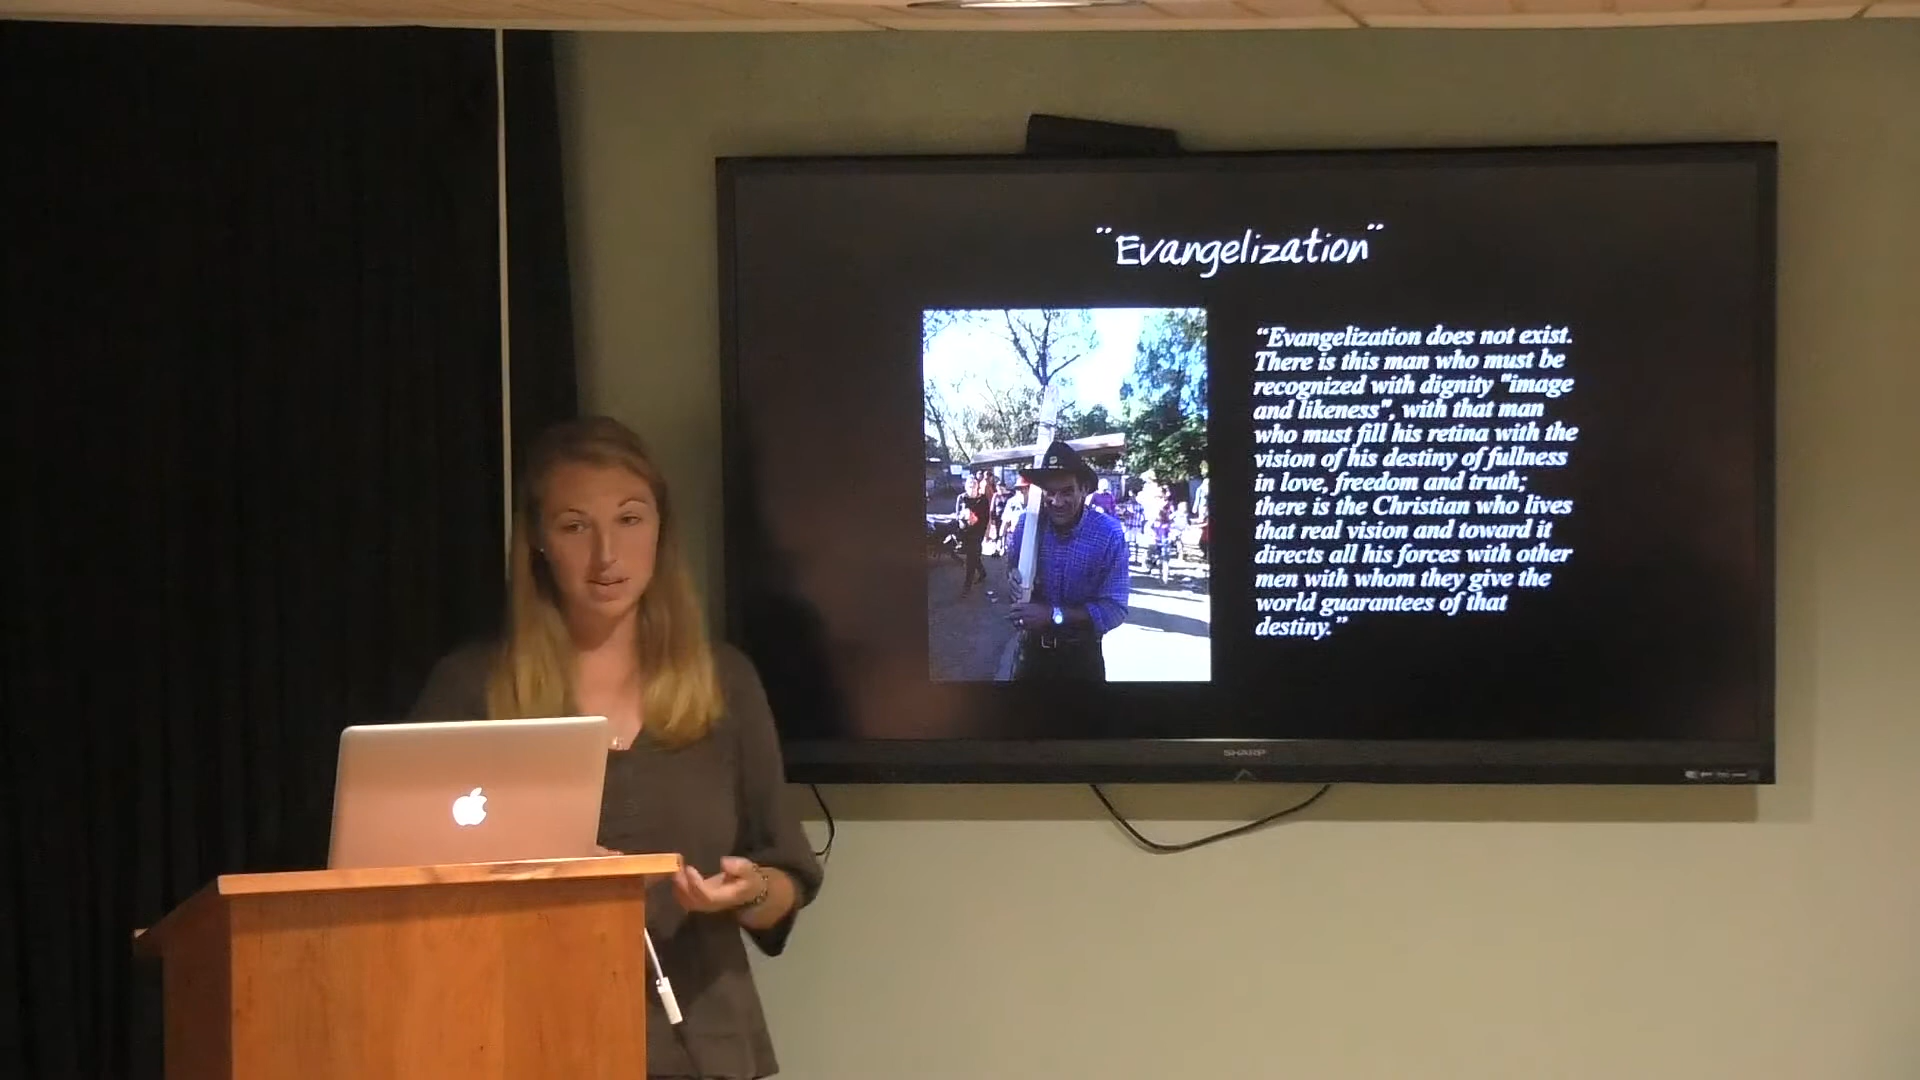 "Evangelization"
“Evangelization does not exist.
There is this man who must be
recognized with dignity "image
and likeness", with that man
who must fill his retina with the
vision of his destiny of fullness
in love, freedom and truth;
there is the Christian who lives
that real vision and toward it
directs all his forces with other
men with whom they give the
world guarantees of that
destiny.”
SHARP